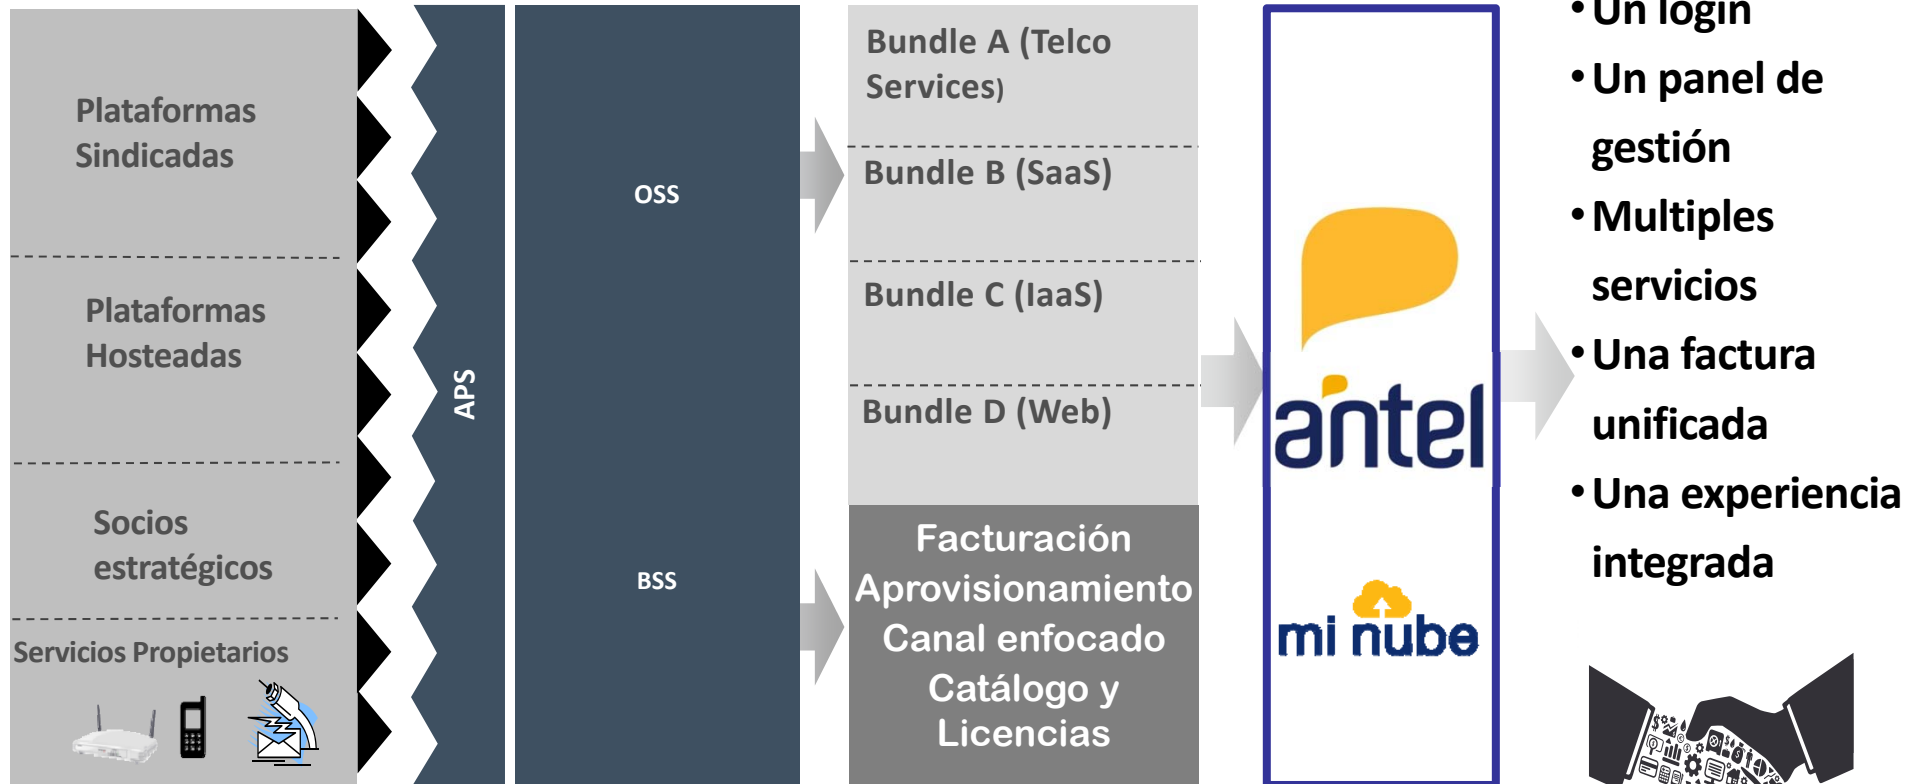 Plataformas
Sindicadas
Plataformas
Hosteadas
Socios
estratégicos
Servicios Propietarios
APS
OSS
BSS
Bundle A (Telco
Services)
Bundle B (SaaS)
Bundle C (IaaS)
Bundle D (Web)
Facturación
Aprovisionamiento
Canal enfocado
Catálogo y
Licencias
antel
mi nube
•Un login
•Un panel de
gestión
•Multiples
servicios
•Una factura
unificada
•Una experiencia
integrada